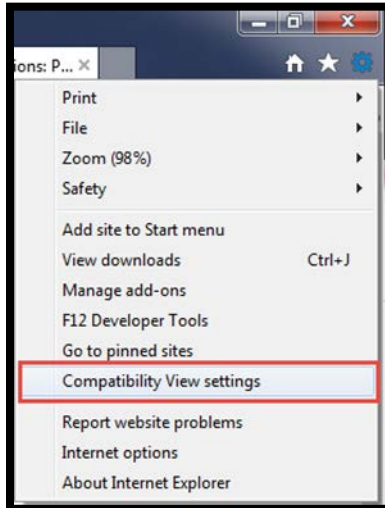 ions: P...
Print
File
Zoom (98%)
Safety
Add site to Start menu
View downloads Ctrl+J
Manage add-ons
F12 Developer Tools
Go to pinned sites
Compatibility View settings
Report website problems
Internet options
About Internet Explorer